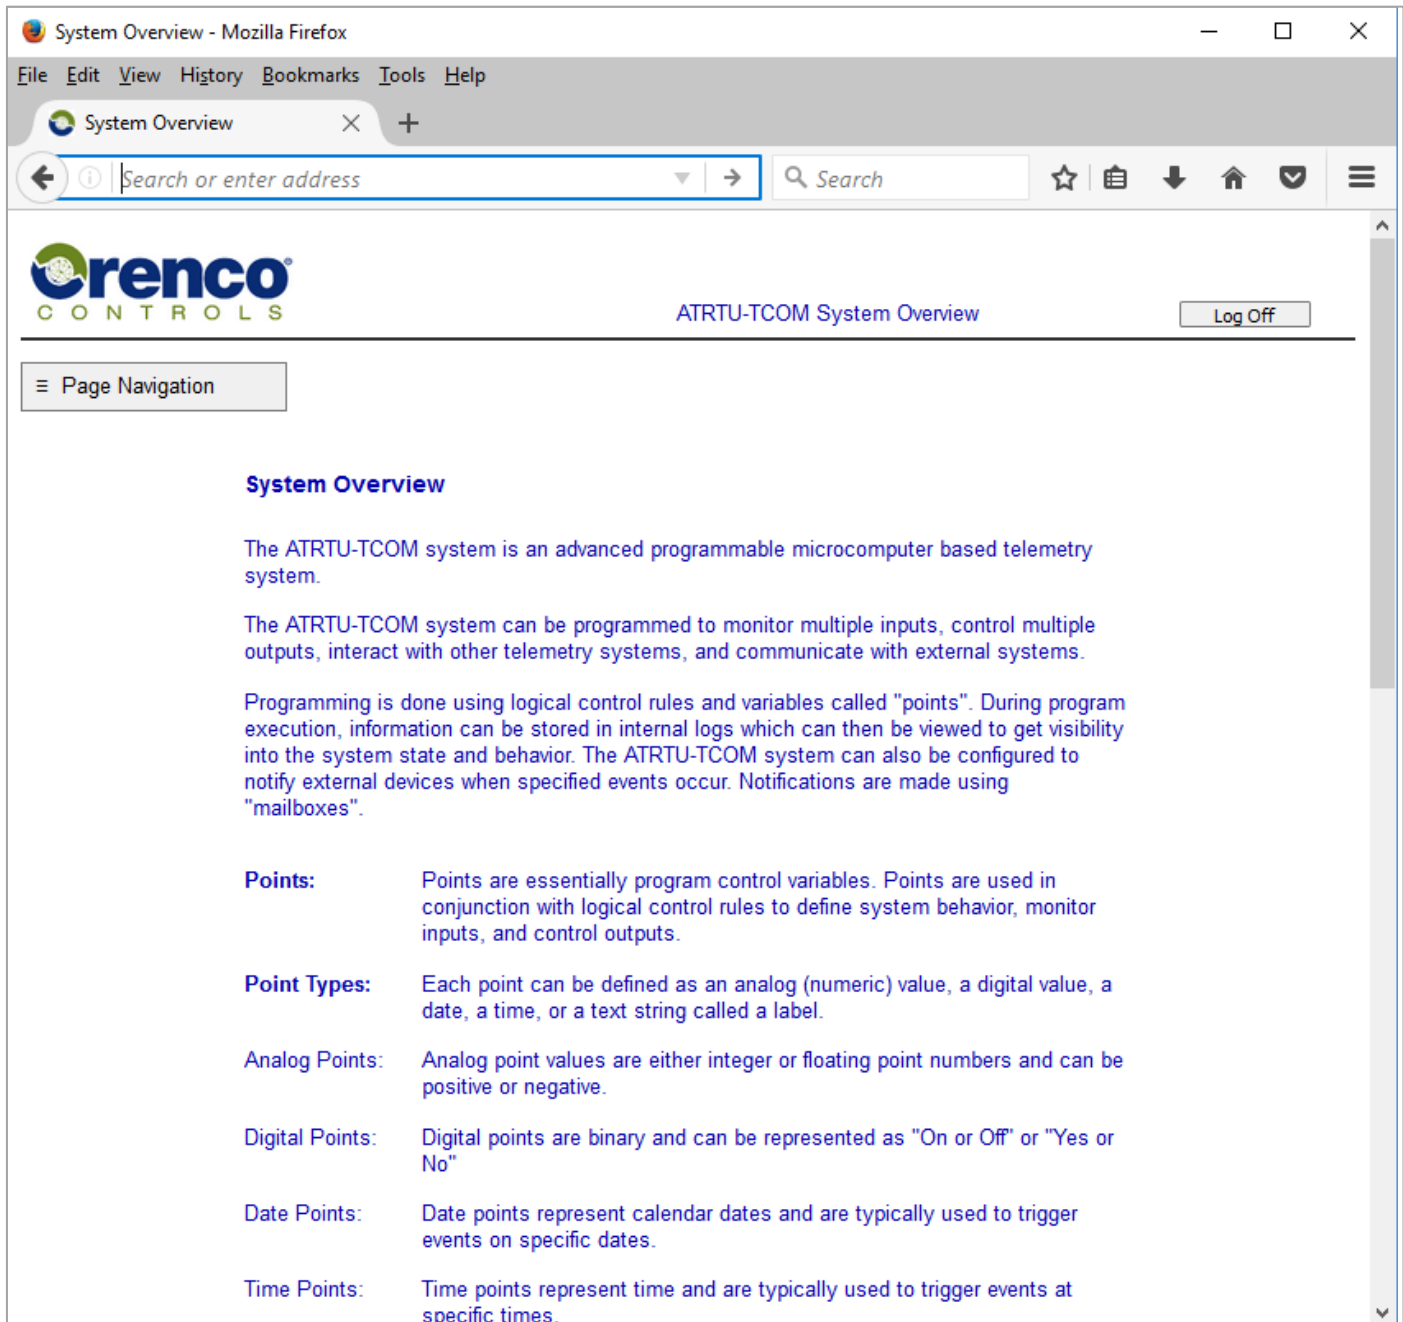 System Overview - Mozilla Firefox
File Edit View History Bookmarks Tools Help
System Overview
Search or enter address
Search
Orenco®
CONTROLS
ATRTU-TCOM System Overview
Log Off
≡ Page Navigation
System Overview
The ATRTU-TCOM system is an advanced programmable microcomputer based telemetry
system.
The ATRTU-TCOM system can be programmed to monitor multiple inputs, control multiple
outputs, interact with other telemetry systems, and communicate with external systems.
Programming is done using logical control rules and variables called "points". During program
execution, information can be stored in internal logs which can then be viewed to get visibility
into the system state and behavior. The ATRTU-TCOM system can also be configured to
notify external devices when specified events occur. Notifications are made using
"mailboxes".
Points: Points are essentially program control variables. Points are used in
conjunction with logical control rules to define system behavior, monitor
inputs, and control outputs.
Point Types: Each point can be defined as an analog (numeric) value, a digital value, a
date, a time, or a text string called a label.
Analog Points: Analog point values are either integer or floating point numbers and can be
positive or negative.
Digital Points: Digital points are binary and can be represented as "On or Off" or "Yes or
No"
Date Points: Date points represent calendar dates and are typically used to trigger
events on specific dates.
Time Points: Time points represent time and are typically used to trigger events at
specific times.